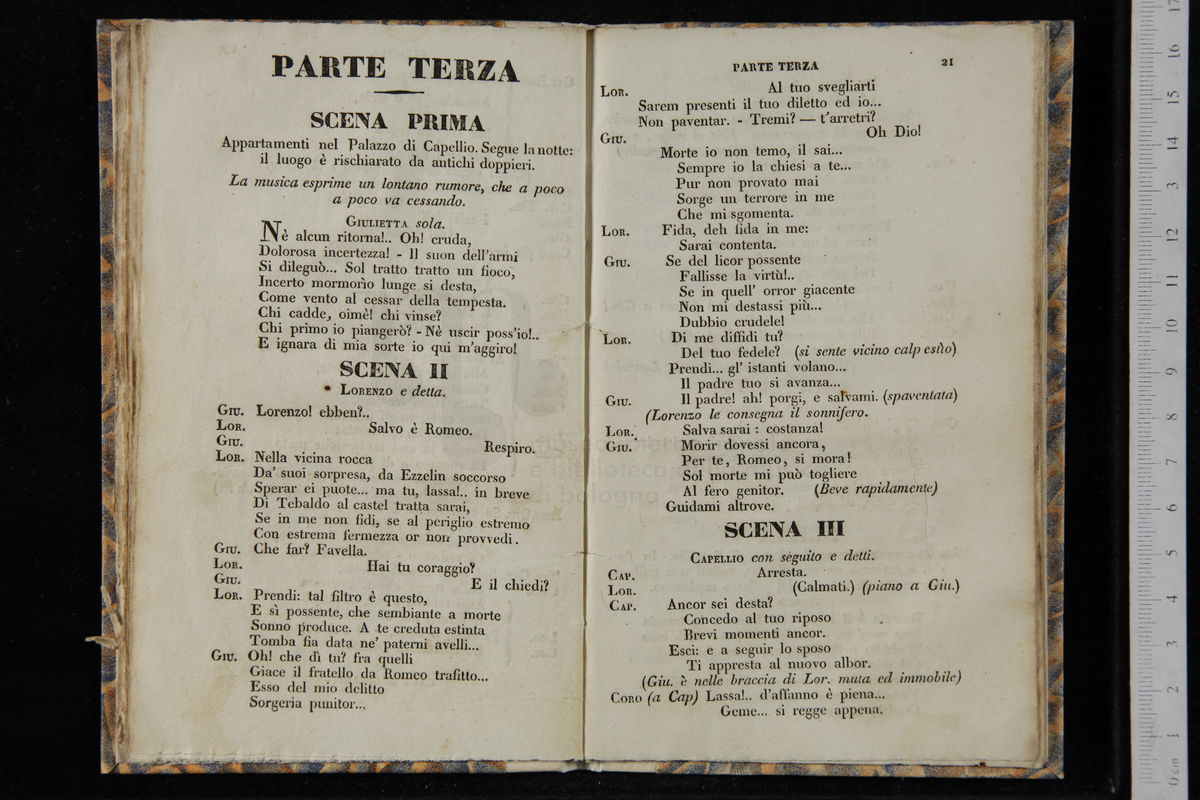 PARTE TERZA
SCENA PRIMA
Appartamenti nel Palazzo di Capellio. Segue la notte:
il luogo è rischiarato da antichi doppieri.
La musica esprime un lontano rumore, che a poco
a poco va cessando.
GIULIETTA sola.
Nè alcun ritorna!.. Oh! cruda,
Dolorosa incertezza! - Il suon dell'armi
Si dileguò... Sol tratto tratto un fioco,
Incerto mormorìo lunge si desta,
Come vento al cessar della tempesta.
Chi cadde, oimè! chi vinse?
Chi primo io piangerò? - Nè uscir poss'io!..
E ignara di mia sorte io qui m'aggiro!
SCENA II
LORENZO e detta.
GIU. Lorenzo! ebben?..
LOR. Salvo è Romeo.
GIU. Respiro.
LOR. Nella vicina rocca
Da' suoi sorpresa, da Ezzelin soccorso
Sperar ei puote... ma tu, lassa!.. in breve
Di Tebaldo al castel tratta sarai,
Se in me non fidi, se al periglio estremo
Con estrema fermezza or non provvedi.
GIU. Che far? Favella.
LOR. Hai tu coraggio?
GIU. E il chiedi?
LOR. Prendi: tal filtro è questo,
E sì possente, che sembiante a morte
Sonno produce. A te creduta estinta
Tomba fia data ne' paterni avelli...
GIU. Oh! che dì tu? fra quelli
Giace il fratello da Romeo trafitto...
Esso del mio delitto
Sorgeria punitor...
PARTE TERZA 21
LOR. Al tuo svegliarti
Sarem presenti il tuo diletto ed io...
Non paventar. - Tremi? — t'arretri?
GIU. Oh Dio!
Morte io non temo, il sai...
Sempre io la chiesi a te...
Pur non provato mai
Sorge un terrore in me
Che mi sgomenta.
LOR. Fida, deh fida in me:
Sarai contenta.
GIU. Se del licor possente
Fallisse la virtù!..
Se in quell' orror giacente
Non mi destassi più...
Dubbio crudele!
LOR. Di me diffidi tu?
Del tuo fedele? (si sente vicino calpestìo)
Prendi... gl' istanti volano...
Il padre tuo si avanza...
GIU. Il padre! ah! porgi, e salvami. (spaventata)
(Lorenzo le consegna il sonnifero.
LOR. Salva sarai : costanza!
GIU. Morir dovessi ancora,
Per te, Romeo, si mora!
Sol morte mi può togliere
Al fero genitor. (Beve rapidamente)
Guidami altrove.
SCENA III
CAPELLIO con seguito e detti.
CAP. Arresta.
LOR. (Calmati.) (piano a Giu.)
CAP. Ancor sei desta?
Concedo al tuo riposo
Brevi momenti ancor.
Esci: e a seguir lo sposo
Ti appresta al nuovo albor.
(Giu. è nelle braccia di Lor. muta ed immobile)
CORO (a Cap) Lassa!.. d'affanno è piena...
Geme... si regge appena.